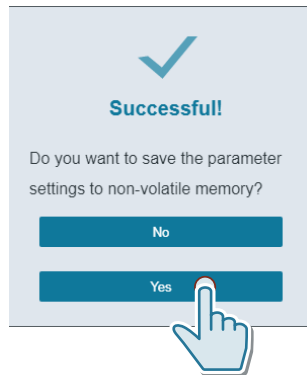 Successful!
Do you want to save the parameter
settings to non-volatile memory?
No
Yes